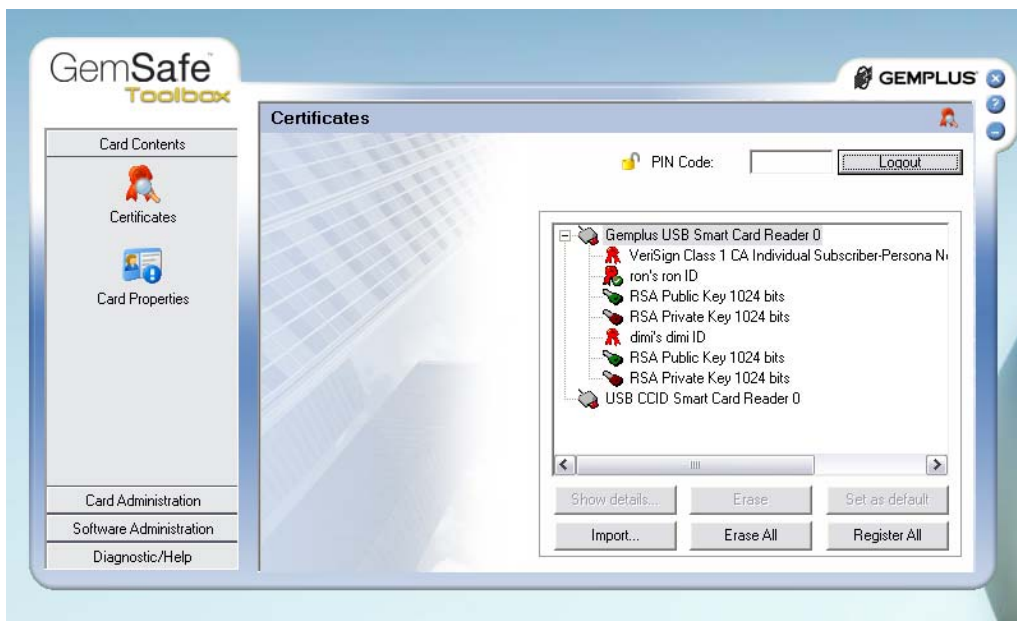 GemSafe™
Toolbox
GEMPLUS
Certificates
Card Contents
Certificates
Card Properties
Card Administration
Software Administration
Diagnostic/Help
PIN Code:
Logout
Gemplus USB Smart Card Reader 0
VeriSign Class 1 CA Individual Subscriber-Persona N
ron's ron ID
RSA Public Key 1024 bits
RSA Private Key 1024 bits
dimi's dimi ID
RSA Public Key 1024 bits
RSA Private Key 1024 bits
USB CCID Smart Card Reader 0
Show details...
Erase
Set as default
Import...
Erase All
Register All